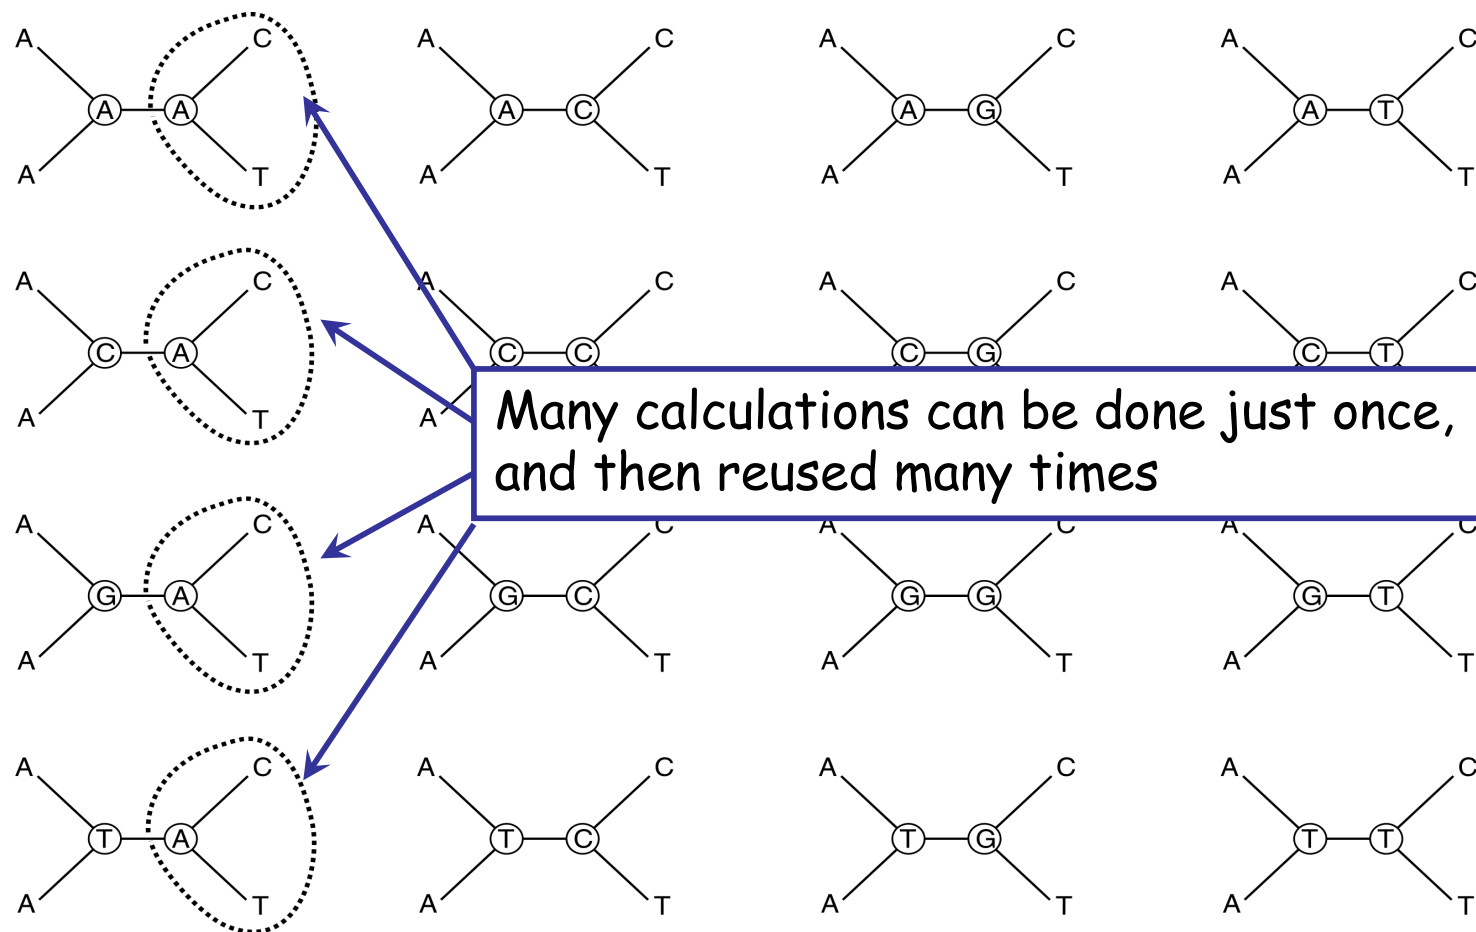 A C A C A C A C
A A A C A G A T
A T A T A T A T
A C A C A C A C
C A C C C G C T
A T A
Many calculations can be done just once,
and then reused many times
A C A C A C A C
G A G C G G G T
A T A T A T A T
A C A C A C A C
T A T C T G T T
A T A T A T A T